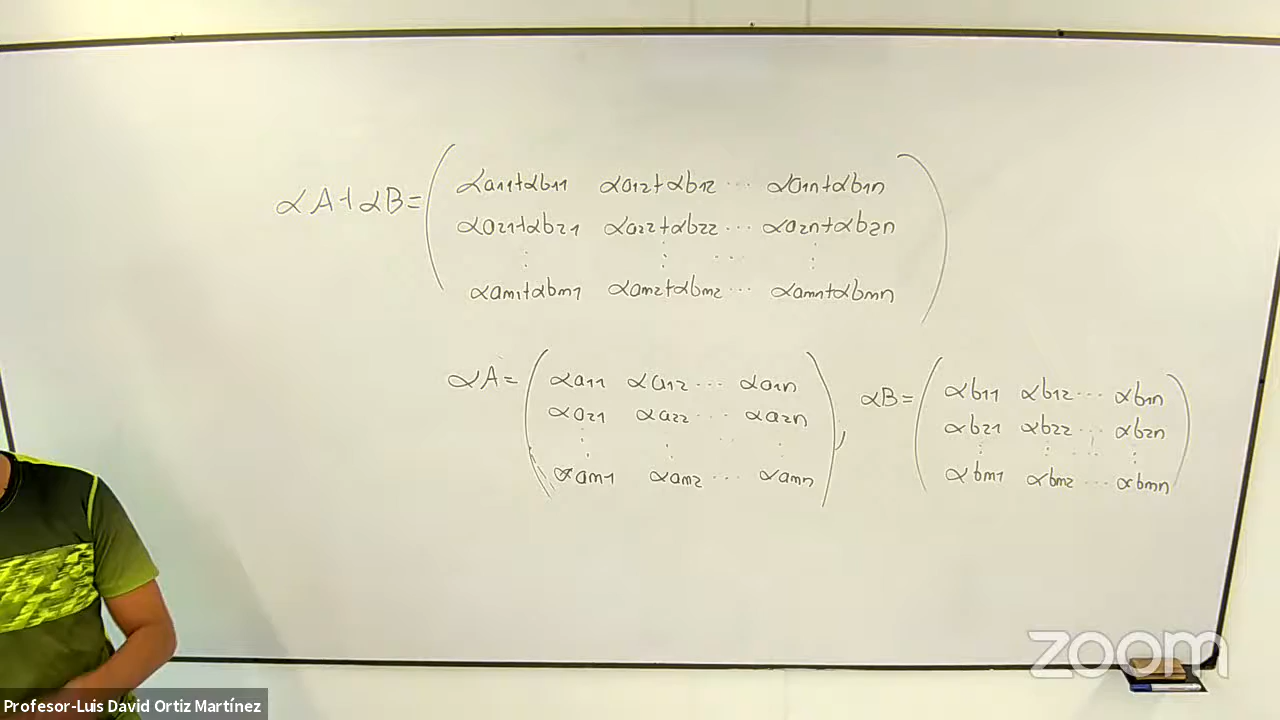 αa11+αb11 αa12+αb12 ... αa1n+αb1n
αA+αB=
αa21+αb21 αa22+αb22 ... αa2n+αb2n
αam1+αbm1 αam2+αbm2 ... αamn+αbmn
αA= αa11 αa12 ... αa1n
αa21 αa22 ... αa2n
αam1 αam2 ... αamn
,
αB= αb11 αb12 ... αb1n
αb21 αb22 ... αb2n
αbm1 αbm2 ... αbmn
zoom
Profesor-Luis David Ortiz Martínez